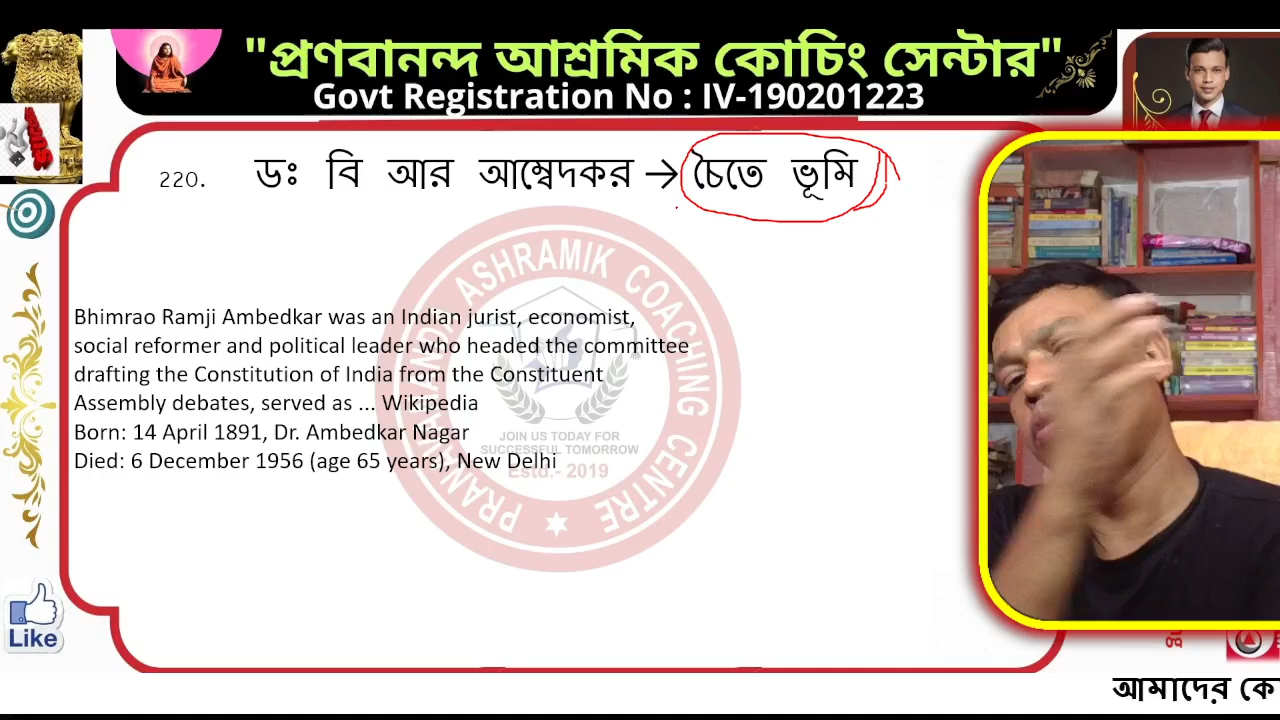 "প্রণবানন্দ আশ্রমিক কোচিং সেন্টার"
Govt Registration No : IV-190201223
220. ডঃ বি আর আম্বেদকর → চৈতে ভূমি ।
Bhimrao Ramji Ambedkar was an Indian jurist, economist,
social reformer and political leader who headed the committee
drafting the Constitution of India from the Constituent
Assembly debates, served as ... Wikipedia
Born: 14 April 1891, Dr. Ambedkar Nagar
Died: 6 December 1956 (age 65 years), New Delhi
ASHRAMIK COACHING CENTRE
JOIN US TODAY FOR
SUCCESSFUL TOMORROW
Estd.- 2019
Like
আমাদের কে